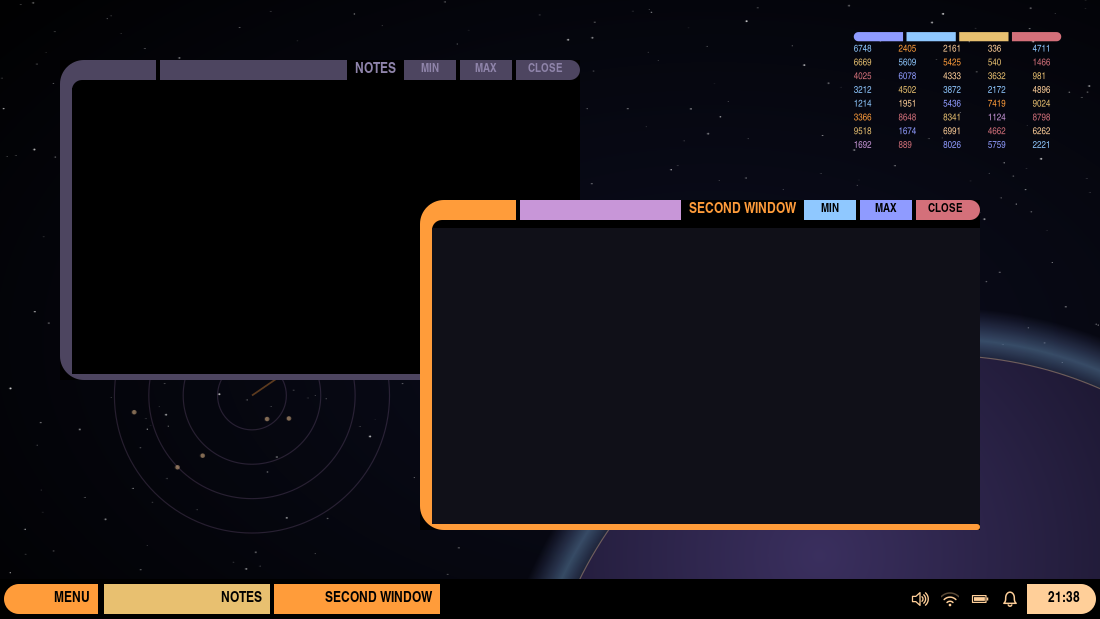 6748 2405 2161 336 4711
6669 5609 5425 540 1466
4025 6078 4333 3632 981
3212 4502 3872 2172 4896
1214 1951 5436 7419 9024
3366 8648 8341 1124 8798
9518 1674 6991 4662 6262
1692 889 8026 5759 2221
NOTES MIN MAX CLOSE
SECOND WINDOW MIN MAX CLOSE
MENU NOTES SECOND WINDOW 21:38